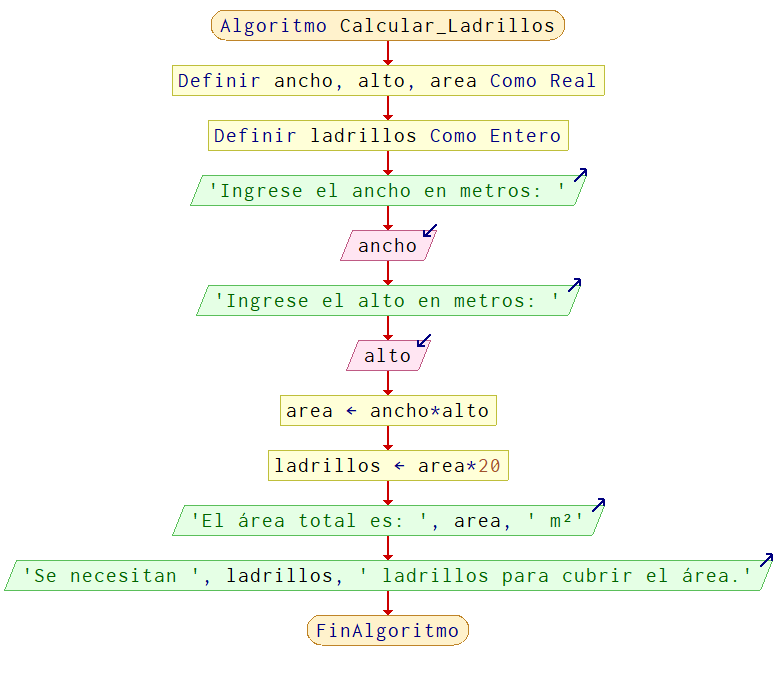 Algoritmo Calcular_Ladrillos
Definir ancho, alto, area Como Real
Definir ladrillos Como Entero
'Ingrese el ancho en metros: '
ancho
'Ingrese el alto en metros: '
alto
area ← ancho*alto
ladrillos ← area*20
'El área total es: ', area, ' m²'
'Se necesitan ', ladrillos, ' ladrillos para cubrir el área.'
FinAlgoritmo